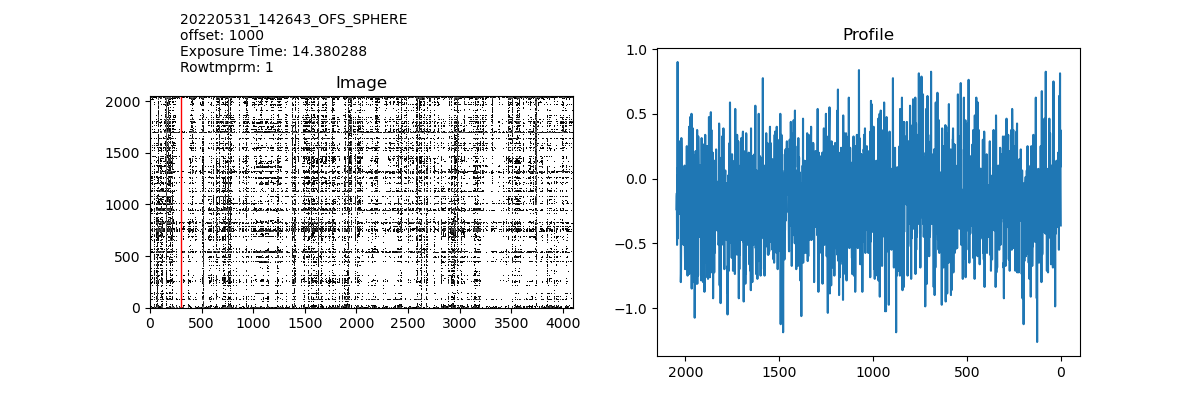 20220531_142643_OFS_SPHERE
offset: 1000
Exposure Time: 14.380288
Rowtmprm: 1
Image
2000
1500
1000
500
0
0 500 1000 1500 2000 2500 3000 3500 4000
Profile
1.0
0.5
0.0
−0.5
−1.0
2000 1500 1000 500 0